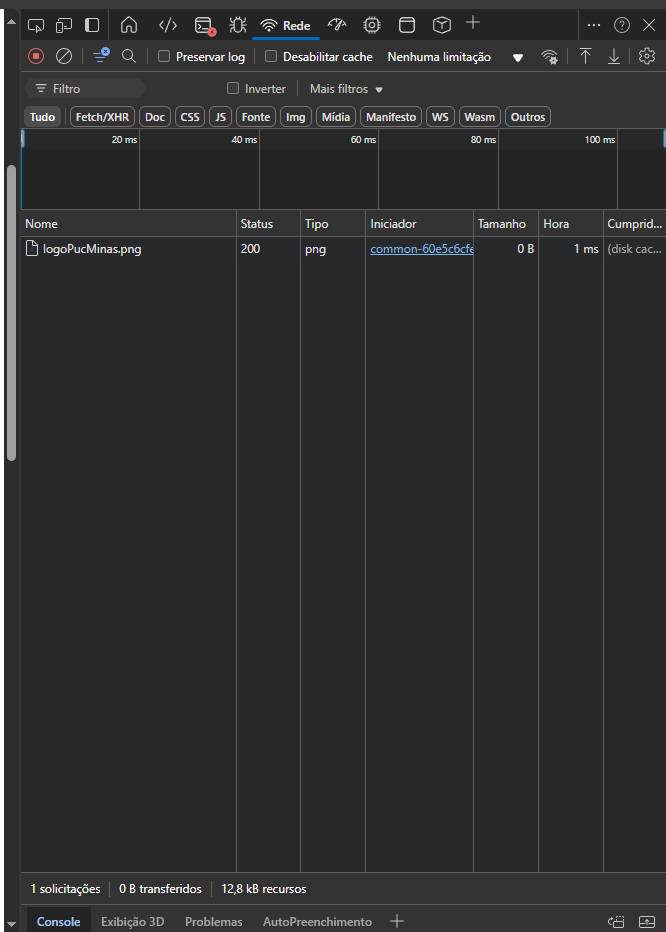 Rede
Preservar log
Desabilitar cache
Nenhuma limitação
Filtro
Inverter
Mais filtros
Tudo
Fetch/XHR
Doc
CSS
JS
Fonte
Img
Mídia
Manifesto
WS
Wasm
Outros
20 ms
40 ms
60 ms
80 ms
100 ms
Nome
Status
Tipo
Iniciador
Tamanho
Hora
Cumprid...
logoPucMinas.png
200
png
common-60e5c6cfe
0 B
1 ms
(disk cac...
1 solicitações
0 B transferidos
12,8 kB recursos
Console
Exibição 3D
Problemas
AutoPreenchimento